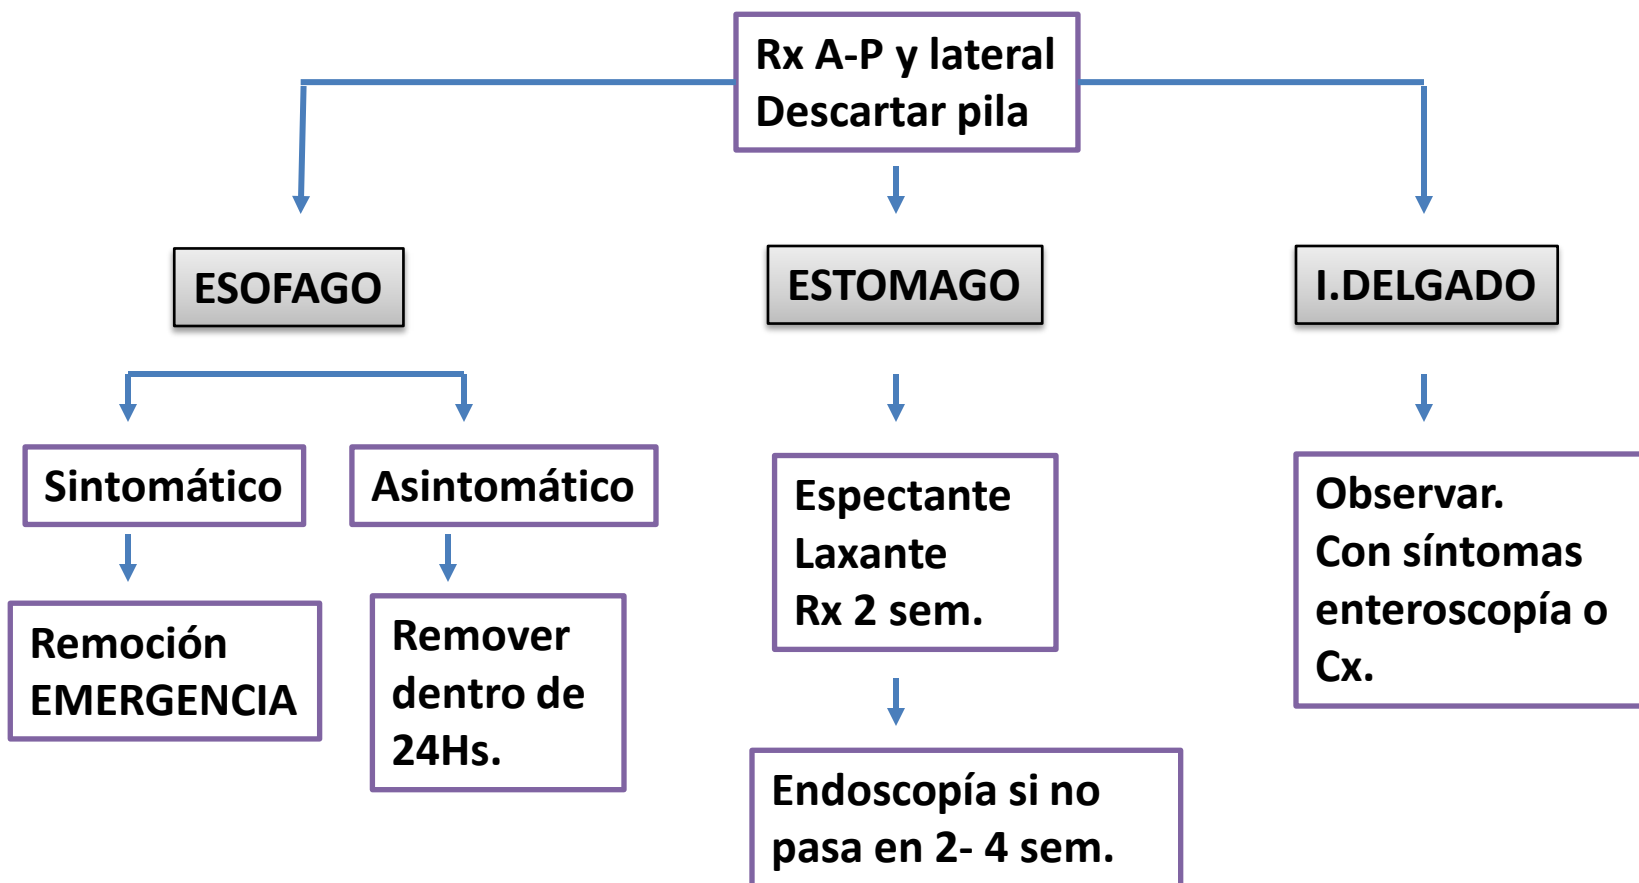 Rx A-P y lateral
Descartar pila
ESOFAGO
ESTOMAGO
I.DELGADO
Sintomático
Asintomático
Remoción
EMERGENCIA
Remover
dentro de
24Hs.
Espectante
Laxante
Rx 2 sem.
Endoscopía si no
pasa en 2- 4 sem.
Observar.
Con síntomas
enteroscopía o
Cx.